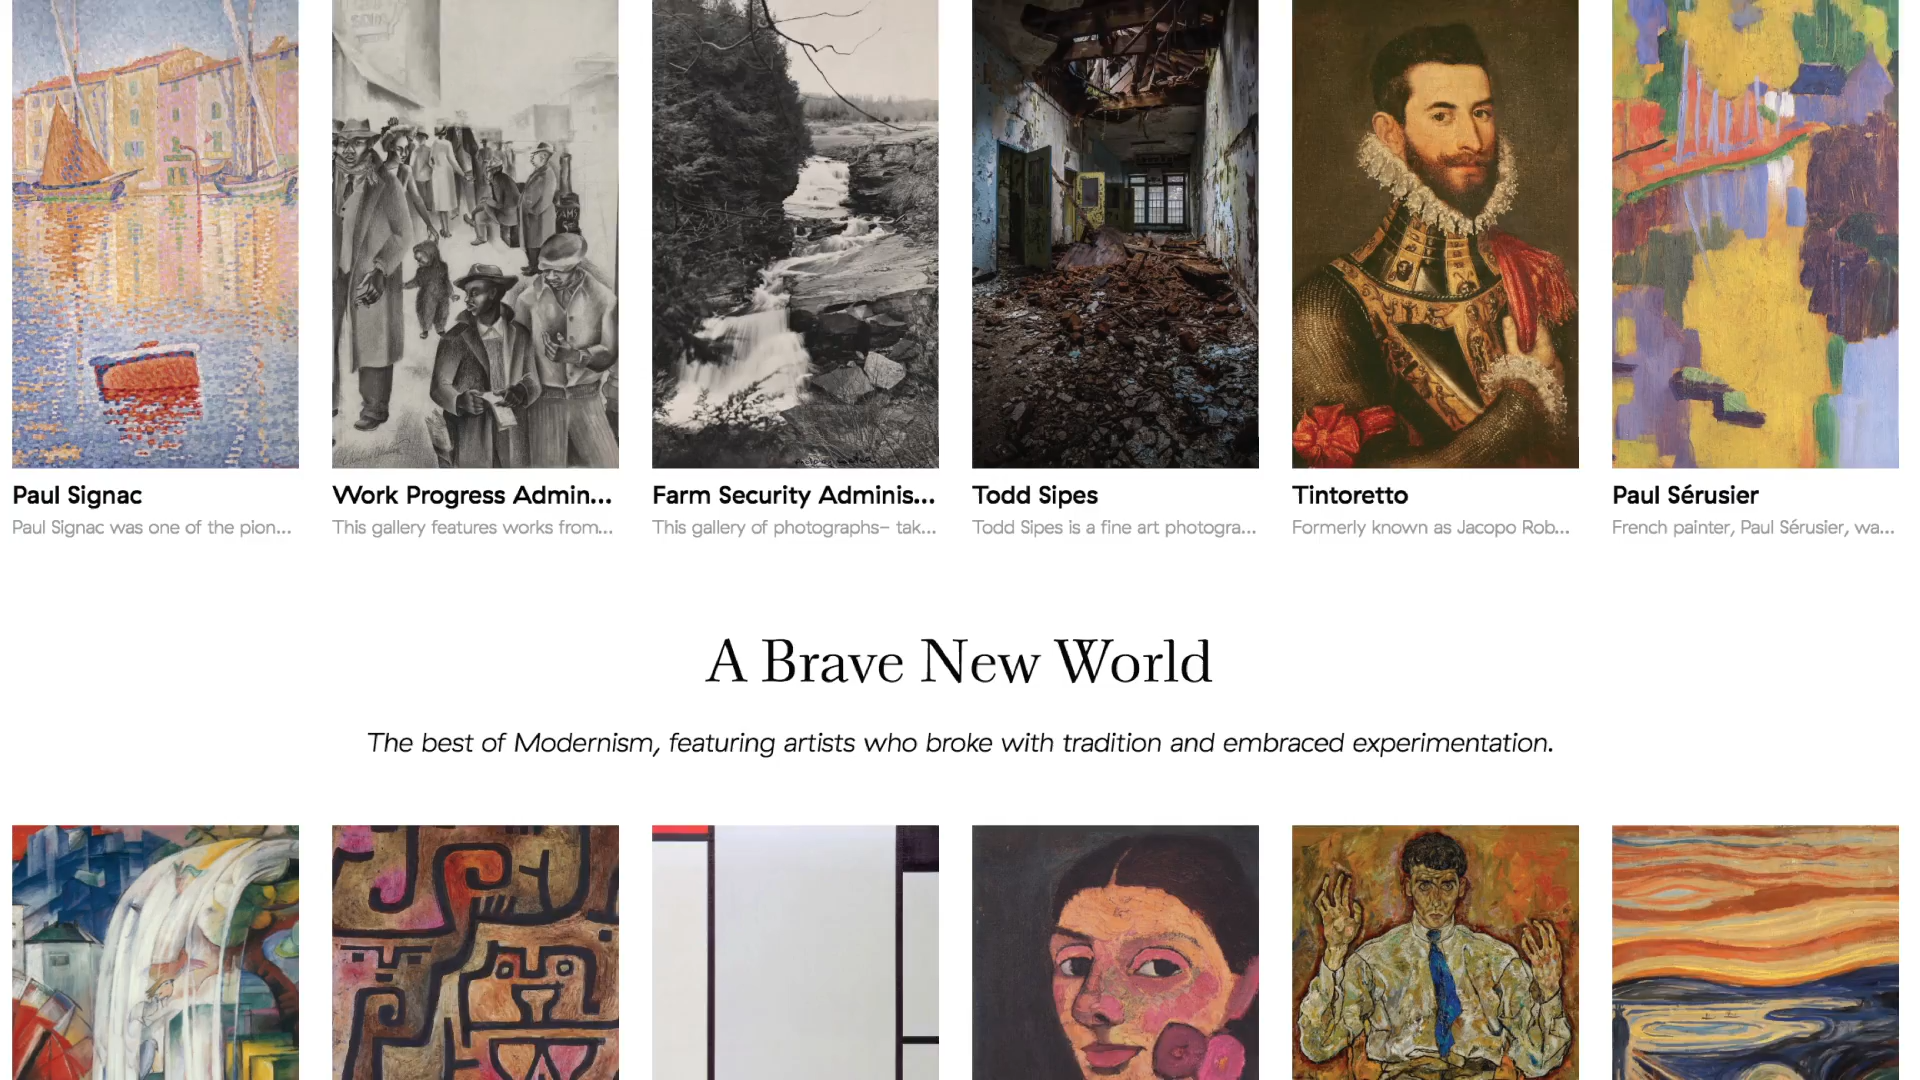 Paul Signac
Paul Signac was one of the pion...
Work Progress Admin...
This gallery features works from...
Farm Security Adminis...
This gallery of photographs– tak...
Todd Sipes
Todd Sipes is a fine art photogra...
Tintoretto
Formerly known as Jacopo Rob...
Paul Sérusier
French painter, Paul Sérusier, wa...
A Brave New World
The best of Modernism, featuring artists who broke with tradition and embraced experimentation.